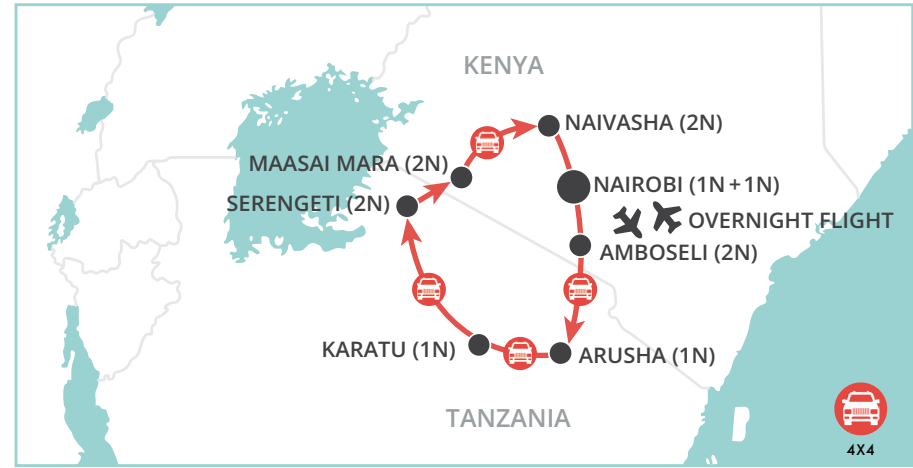 KENYA
NAIVASHA (2N)
MAASAI MARA (2N)
NAIROBI (1N + 1N)
SERENGETI (2N)
OVERNIGHT FLIGHT
AMBOSELI (2N)
KARATU (1N)
ARUSHA (1N)
TANZANIA
4X4